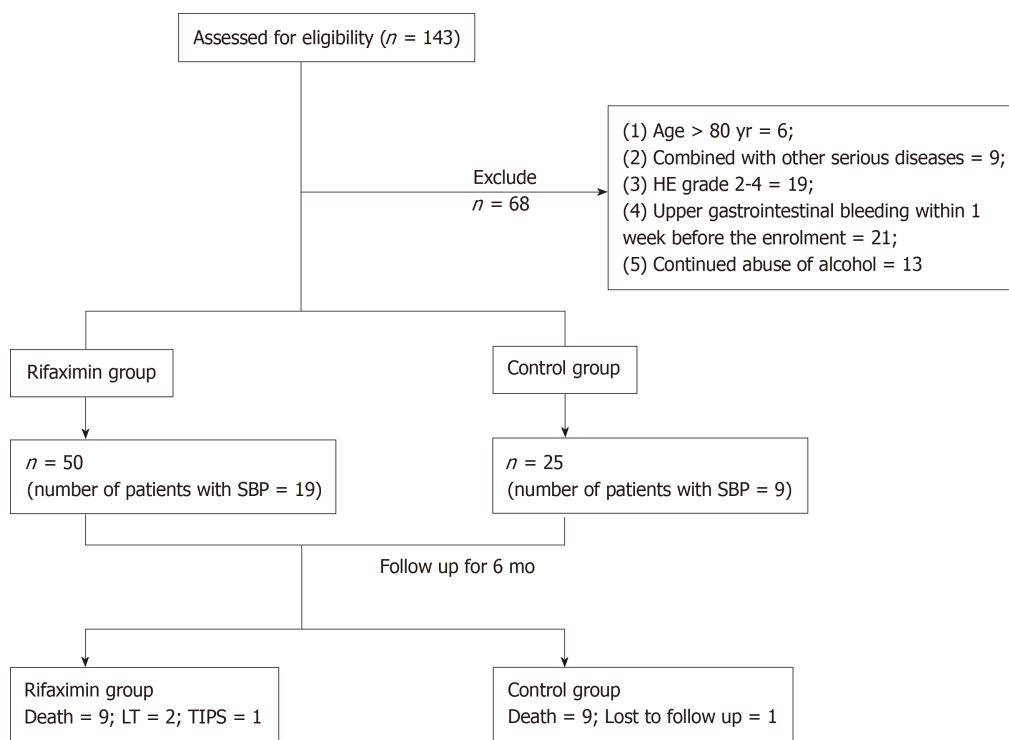 Assessed for eligibility (n = 143)
Exclude
n = 68
(1) Age > 80 yr = 6;
(2) Combined with other serious diseases = 9;
(3) HE grade 2-4 = 19;
(4) Upper gastrointestinal bleeding within 1
week before the enrolment = 21;
(5) Continued abuse of alcohol = 13
Rifaximin group
Control group
n = 50
(number of patients with SBP = 19)
n = 25
(number of patients with SBP = 9)
Follow up for 6 mo
Rifaximin group
Death = 9; LT = 2; TIPS = 1
Control group
Death = 9; Lost to follow up = 1